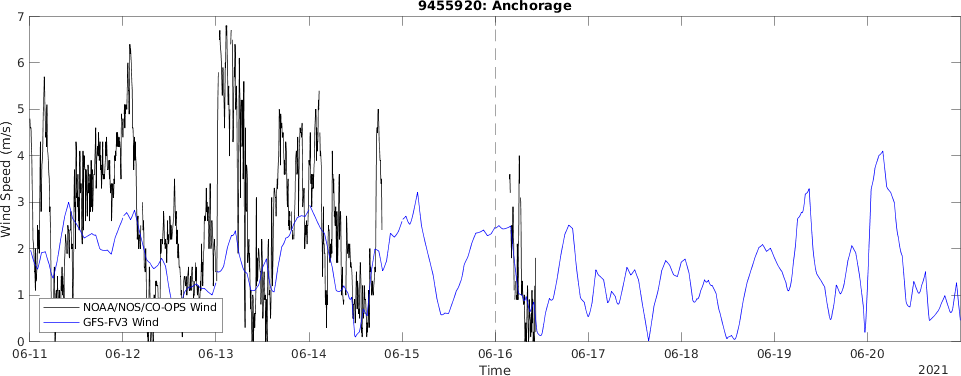 9455920: Anchorage
Wind Speed (m/s)
7
6
5
4
3
2
1
0
NOAA/NOS/CO-OPS Wind
GFS-FV3 Wind
06-11 06-12 06-13 06-14 06-15 06-16 06-17 06-18 06-19 06-20
Time
2021